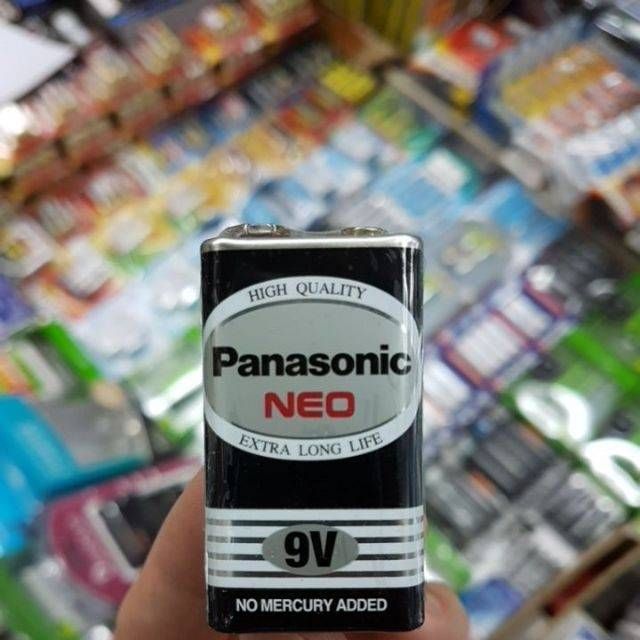 HIGH QUALITY
Panasonic
NEO
EXTRA LONG LIFE
9V
NO MERCURY ADDED